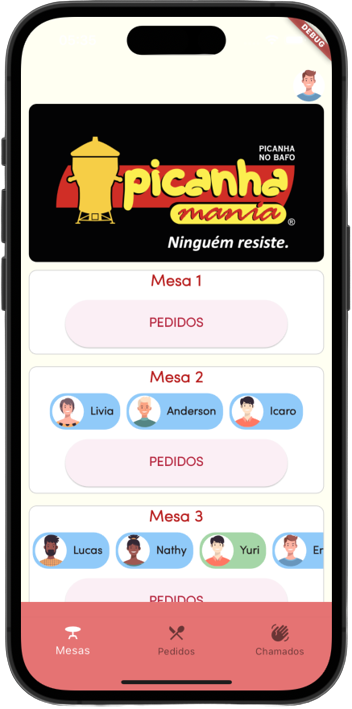 DEBUG
PICANHA
NO BAFO
picanha
mania
®
Ninguém resiste.
Mesa 1
PEDIDOS
Mesa 2
Livia
Anderson
Icaro
PEDIDOS
Mesa 3
Lucas
Nathy
Yuri
Er
PEDIDOS
Mesas
Pedidos
Chamados